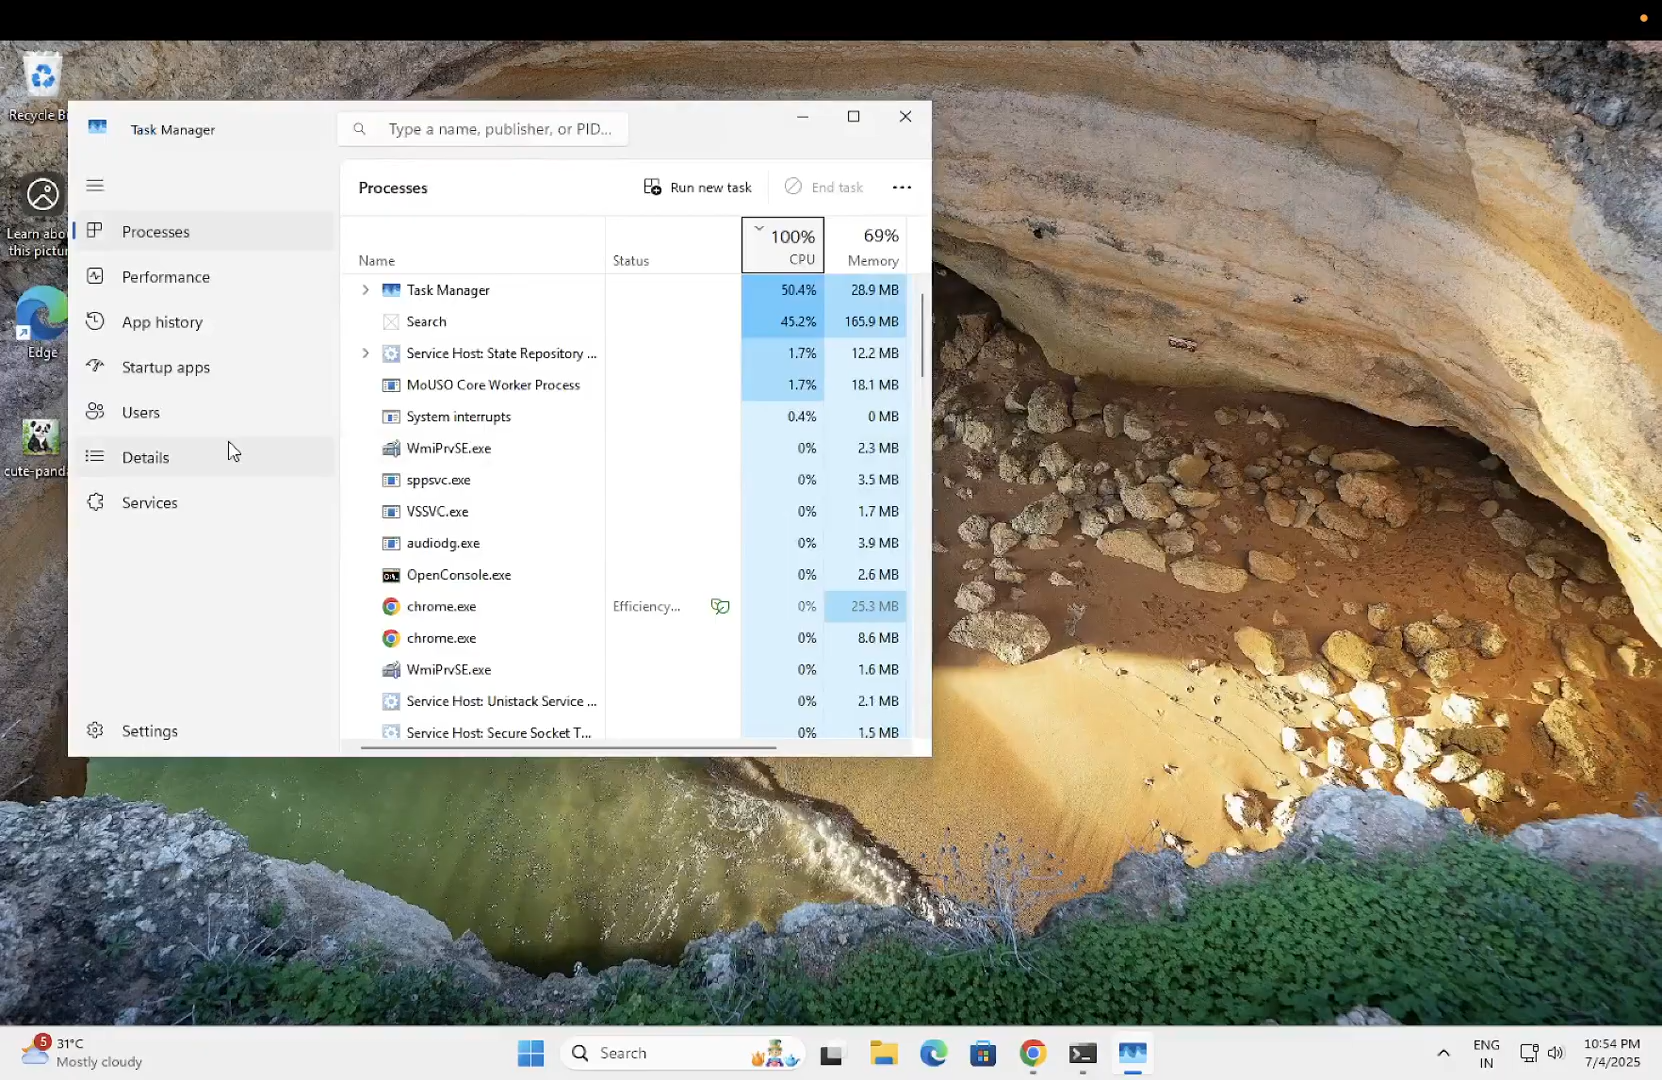 Recycle B
Learn abo
this pictur
Edge
cute-panda
Task Manager
Type a name, publisher, or PID...
Processes
Performance
App history
Startup apps
Users
Details
Services
Settings
Processes
Run new task
End task
100% 69%
Name Status CPU Memory
Task Manager 50.4% 28.9 MB
Search 45.2% 165.9 MB
Service Host: State Repository ... 1.7% 12.2 MB
MoUSO Core Worker Process 1.7% 18.1 MB
System interrupts 0.4% 0 MB
WmiPrvSE.exe 0% 2.3 MB
sppsvc.exe 0% 3.5 MB
VSSVC.exe 0% 1.7 MB
audiodg.exe 0% 3.9 MB
OpenConsole.exe 0% 2.6 MB
chrome.exe Efficiency... 0% 25.3 MB
chrome.exe 0% 8.6 MB
WmiPrvSE.exe 0% 1.6 MB
Service Host: Unistack Service ... 0% 2.1 MB
Service Host: Secure Socket T... 0% 1.5 MB
5
31°C
Mostly cloudy
Search
ENG
IN
10:54 PM
7/4/2025